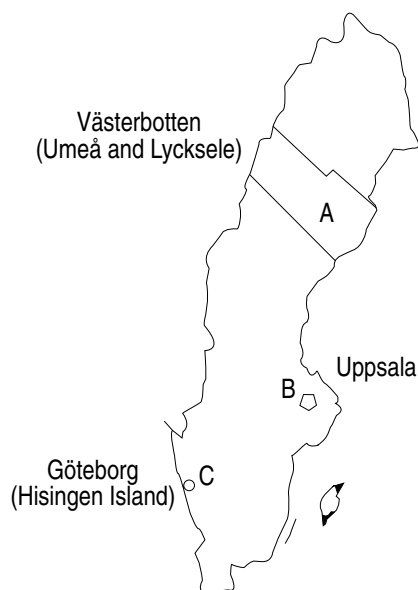 Västerbotten
(Umeå and Lycksele)
A
Uppsala
B
Göteborg
(Hisingen Island)
C